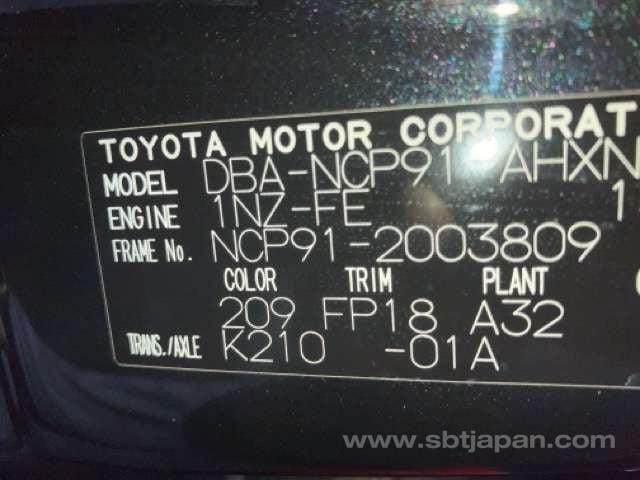 TOYOTA MOTOR CORPORAT
MODEL DBA-NCP91 AHXN
ENGINE 1NZ-FE 1
FRAME No. NCP91-2003809
COLOR TRIM PLANT
209 FP18 A32
TRANS./AXLE K210 -01A
www.sbtjapan.com